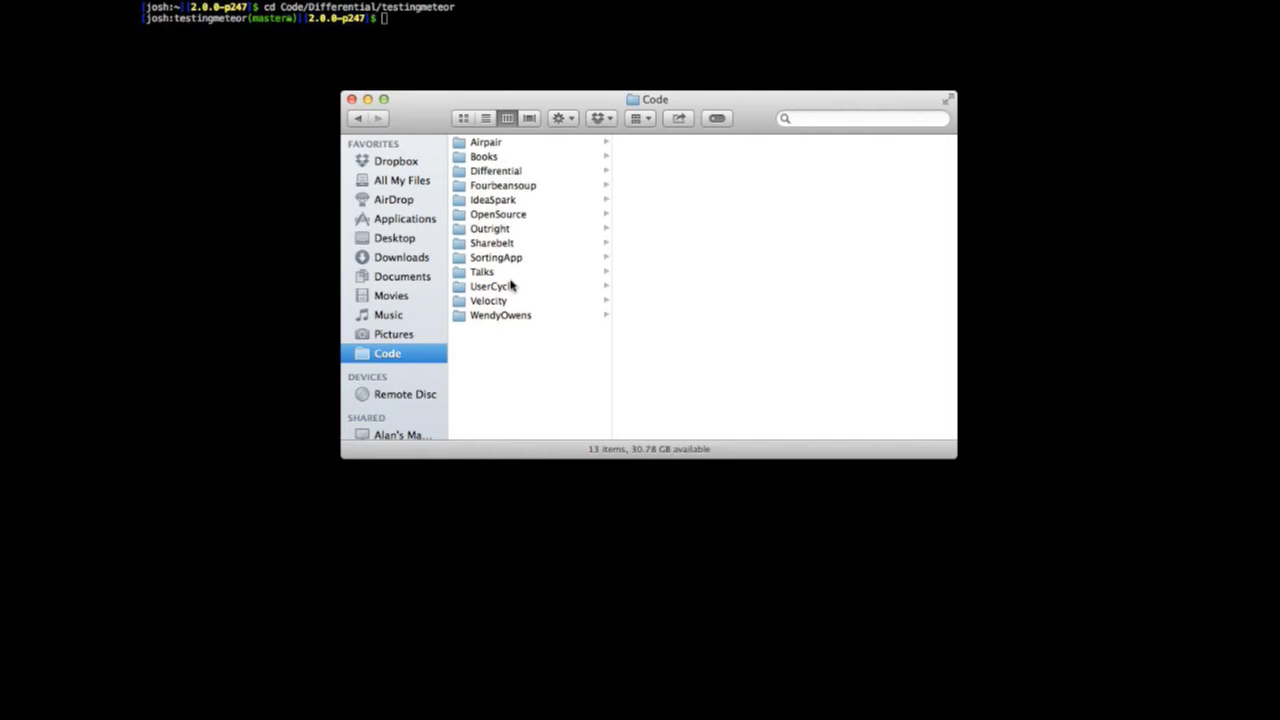 [josh:~][2.0.0-p247]$ cd Code/Differential/testingmeteor
[josh:testingmeteor(master)][2.0.0-p247]$
Code
FAVORITES
Dropbox
All My Files
AirDrop
Applications
Desktop
Downloads
Documents
Movies
Music
Pictures
Code
DEVICES
Remote Disc
SHARED
Alan's Ma...
Airpair
Books
Differential
Fourbeansoup
IdeaSpark
OpenSource
Outright
Sharebelt
SortingApp
Talks
Velocity
WendyOwens
13 items, 30.78 GB available